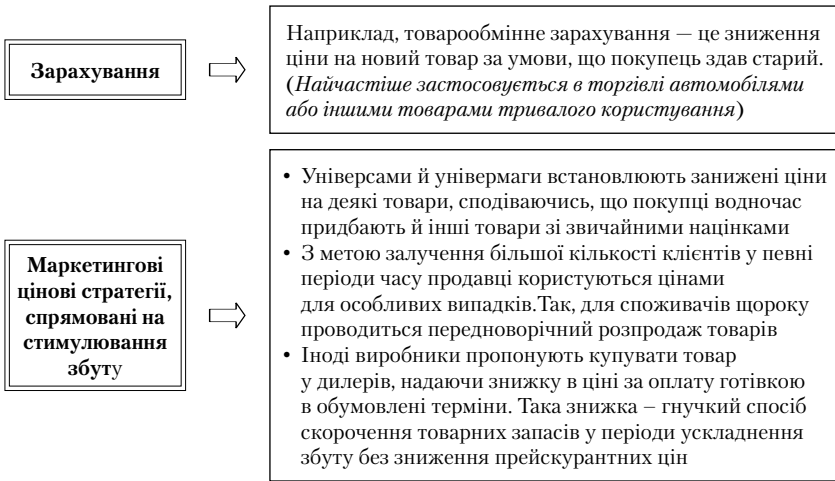 Зарахування
Наприклад, товарообмінне зарахування — це зниження
ціни на новий товар за умови, що покупець здав старий.
(Найчастіше застосовується в торгівлі автомобілями
або іншими товарами тривалого користування)
Маркетингові
цінові стратегії,
спрямовані на
стимулювання
збуту
• Універсами й універмаги встановлюють занижені ціни
на деякі товари, сподіваючись, що покупці водночас
придбають й інші товари зі звичайними націнками
• З метою залучення більшої кількості клієнтів у певні
періоди часу продавці користуються цінами
для особливих випадків.Так, для споживачів щороку
проводиться передноворічний розпродаж товарів
• Іноді виробники пропонують купувати товар
у дилерів, надаючи знижку в ціні за оплату готівкою
в обумовлені терміни. Така знижка – гнучкий спосіб
скорочення товарних запасів у періоди ускладнення
збуту без зниження прейскурантних цін